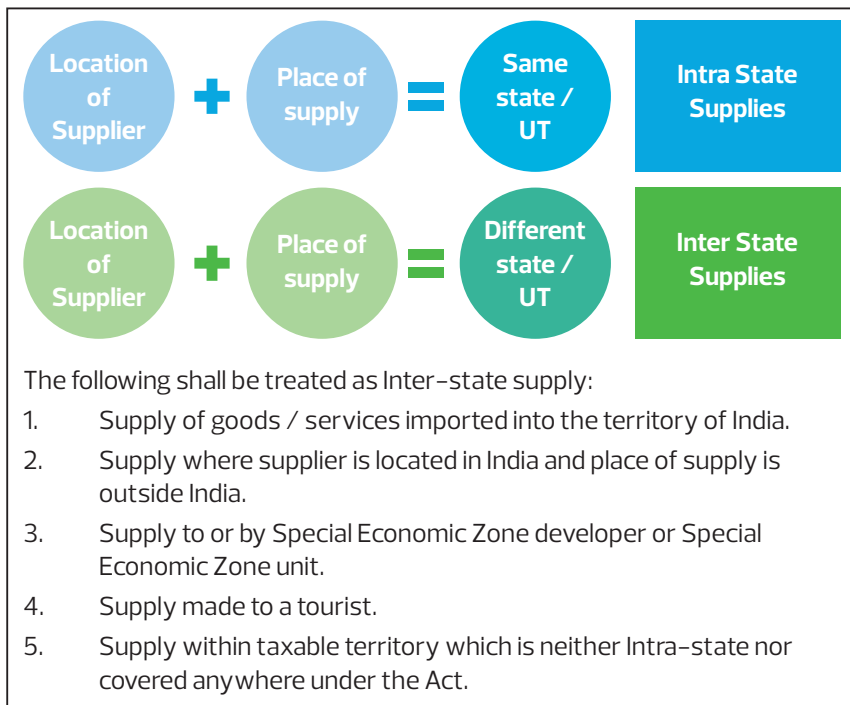 Location
of
Supplier
Place of
supply
Same
state /
UT
Intra State
Supplies
Location
of
Supplier
Place of
supply
Different
state /
UT
Inter State
Supplies
The following shall be treated as Inter-state supply:
1. Supply of goods / services imported into the territory of India.
2. Supply where supplier is located in India and place of supply is
outside India.
3. Supply to or by Special Economic Zone developer or Special
Economic Zone unit.
4. Supply made to a tourist.
5. Supply within taxable territory which is neither Intra-state nor
covered anywhere under the Act.